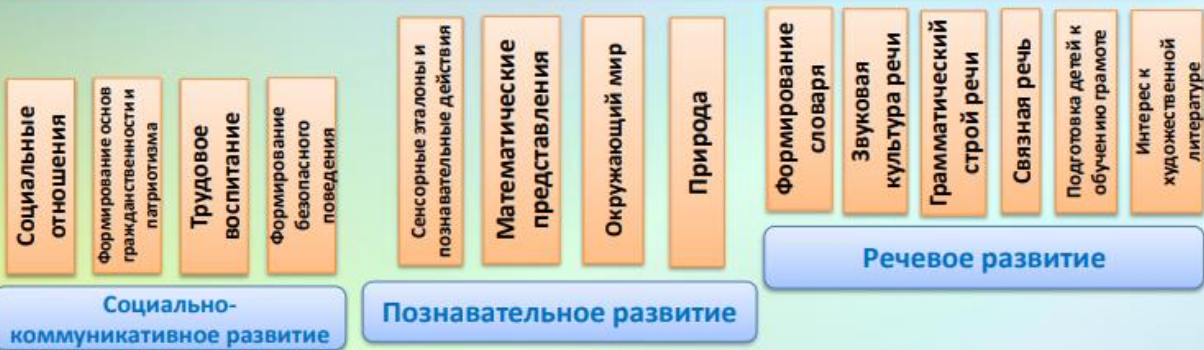 Социальные
отношения
Формирование основ
гражданственности и
патриотизма
Трудовое
воспитание
Формирование
безопасного
поведения
Социально-
коммуникативное развитие
Сенсорные эталоны и
познавательные действия
Математические
представления
Окружающий мир
Природа
Познавательное развитие
Формирование
словаря
Звуковая
культура речи
Грамматический
строй речи
Связная речь
Подготовка детей к
обучению грамоте
Интерес к
художественной
литературе
Речевое развитие